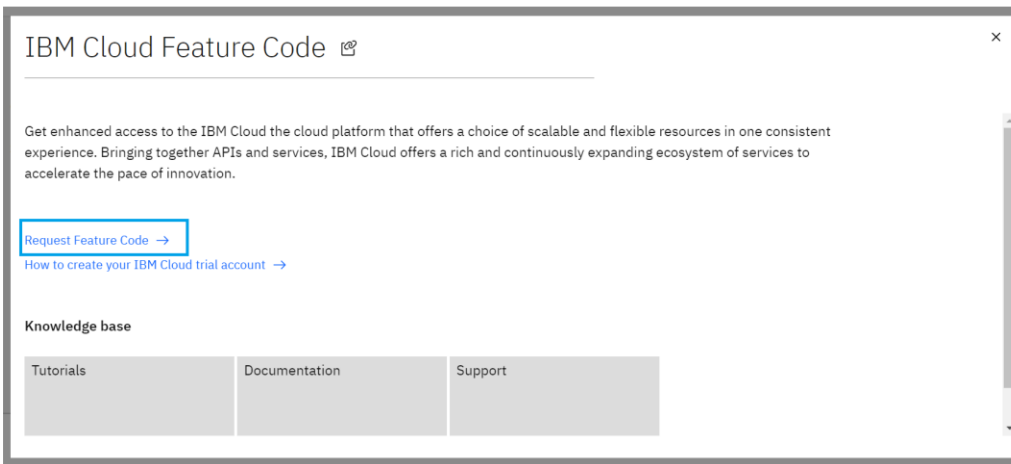 IBM Cloud Feature Code
Get enhanced access to the IBM Cloud the cloud platform that offers a choice of scalable and flexible resources in one consistent
experience. Bringing together APIs and services, IBM Cloud offers a rich and continuously expanding ecosystem of services to
accelerate the pace of innovation.
Request Feature Code →
How to create your IBM Cloud trial account →
Knowledge base
Tutorials
Documentation
Support